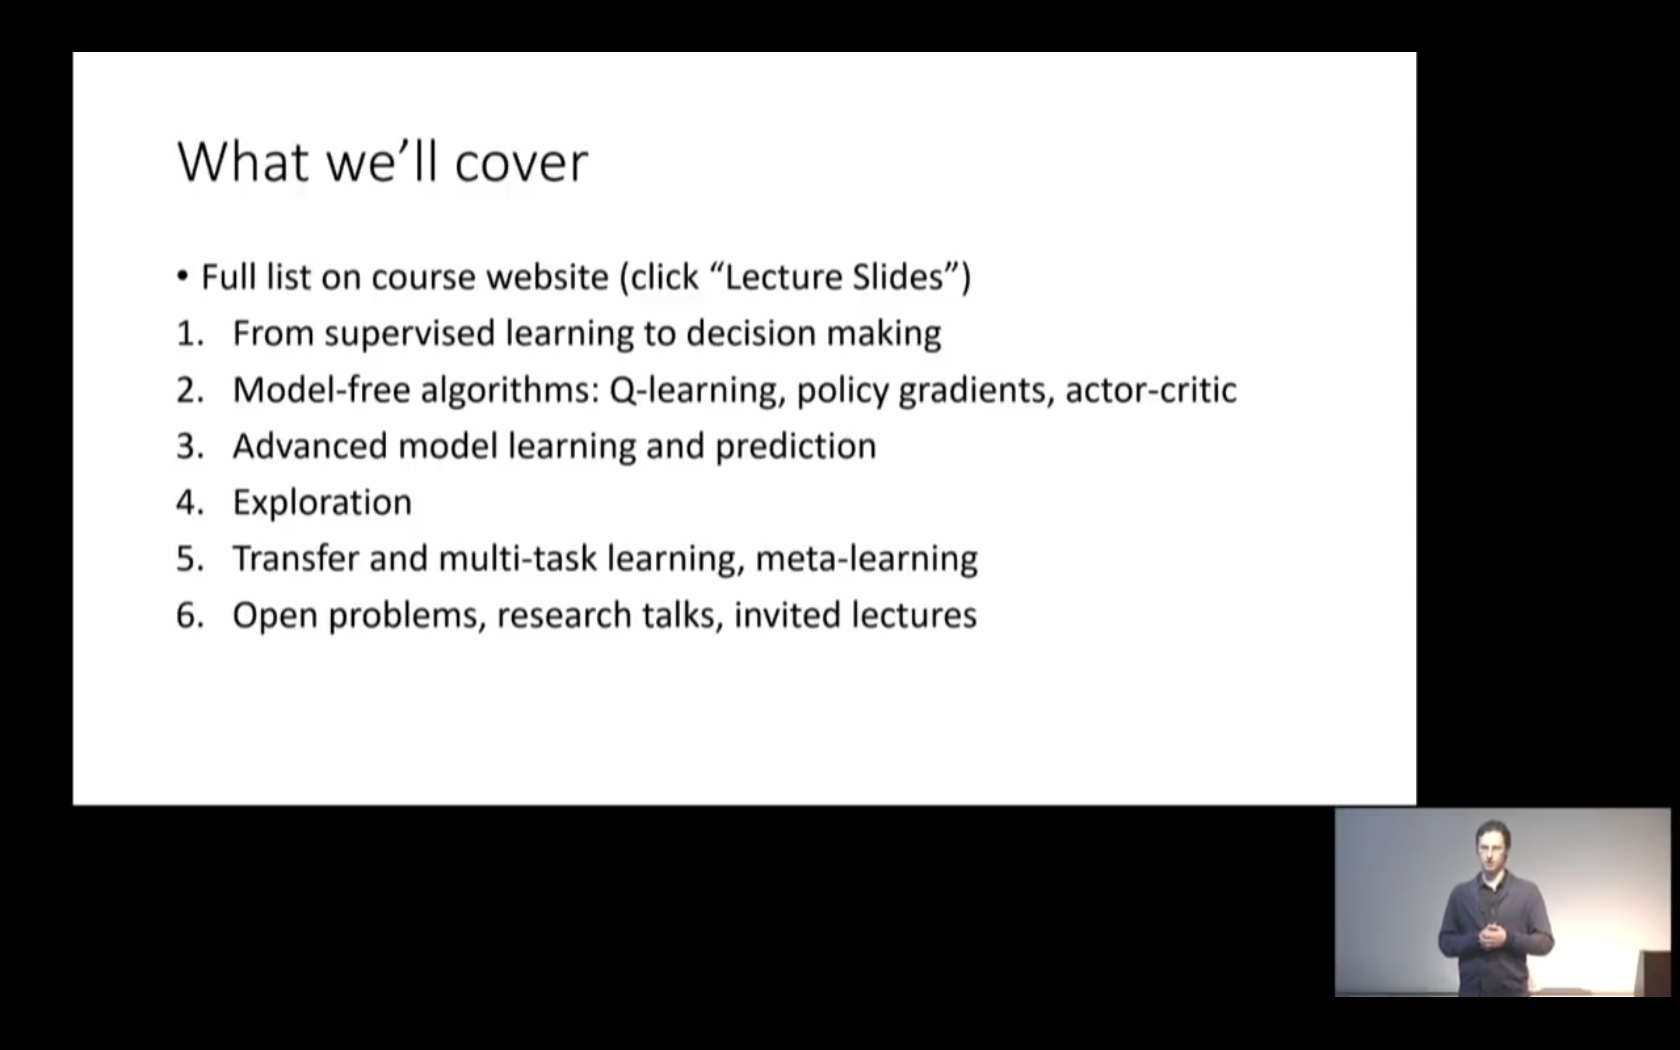 What we’ll cover
• Full list on course website (click “Lecture Slides”)
1. From supervised learning to decision making
2. Model-free algorithms: Q-learning, policy gradients, actor-critic
3. Advanced model learning and prediction
4. Exploration
5. Transfer and multi-task learning, meta-learning
6. Open problems, research talks, invited lectures